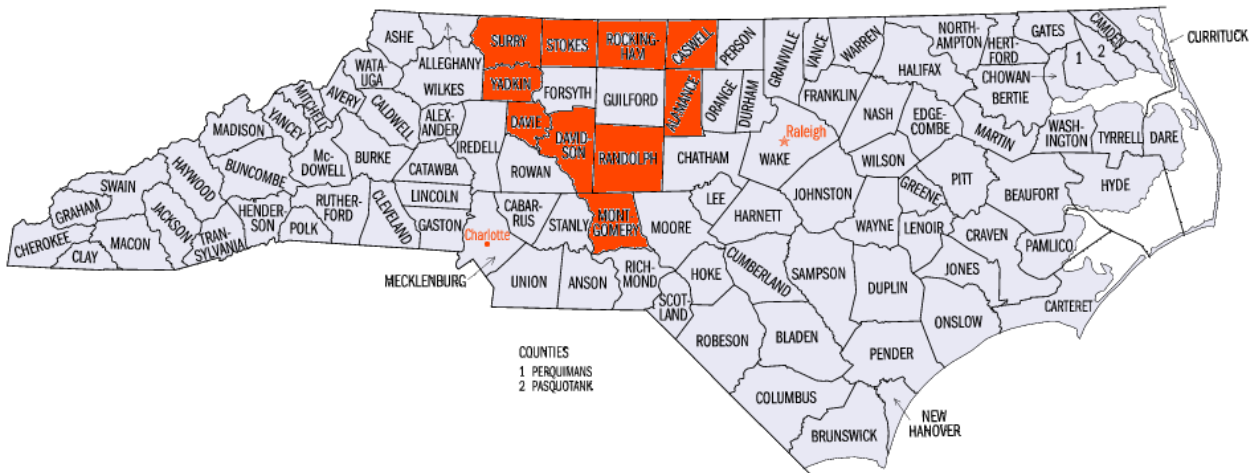 ASHE
ALLEGHANY
SURRY
STOKES
ROCKING-
HAM
CASWELL
PERSON
GRANVILLE
VANCE
WARREN
NORTH-
AMPTON
HERT-
FORD
GATES
CAMDEN
CURRITUCK
WATA-
UGA
WILKES
YADKIN
FORSYTH
GUILFORD
ALAMANCE
ORANGE
DURHAM
FRANKLIN
HALIFAX
CHOWAN
BERTIE
1
2
MITCHELL
AVERY
YANCEY
CALDWELL
ALEX-
ANDER
IREDELL
DAVIE
DAVID-
SON
RANDOLPH
CHATHAM
Raleigh
WAKE
NASH
EDGE-
COMBE
MARTIN
WASH-
INGTON
TYRRELL
DARE
MADISON
BUNCOMBE
Mc-
DOWELL
BURKE
CATAWBA
ROWAN
LEE
JOHNSTON
WILSON
GREENE
PITT
BEAUFORT
HYDE
HAYWOOD
SWAIN
GRAHAM
JACKSON
HENDER-
SON
RUTHER-
FORD
POLK
CLEVELAND
LINCOLN
GASTON
CABAR-
RUS
STANLY
MONT-
GOMERY
MOORE
HARNETT
WAYNE
LENOIR
CRAVEN
PAMLICO
CHEROKEE
CLAY
MACON
TRAN-
SYLVANIA
Charlotte
MECKLENBURG
UNION
ANSON
RICH-
MOND
HOKE
CUMBERLAND
SAMPSON
DUPLIN
JONES
CARTERET
SCOT-
LAND
ROBESON
BLADEN
ONSLOW
PENDER
COUNTIES
1 PERQUIMANS
2 PASQUOTANK
COLUMBUS
BRUNSWICK
NEW
HANOVER